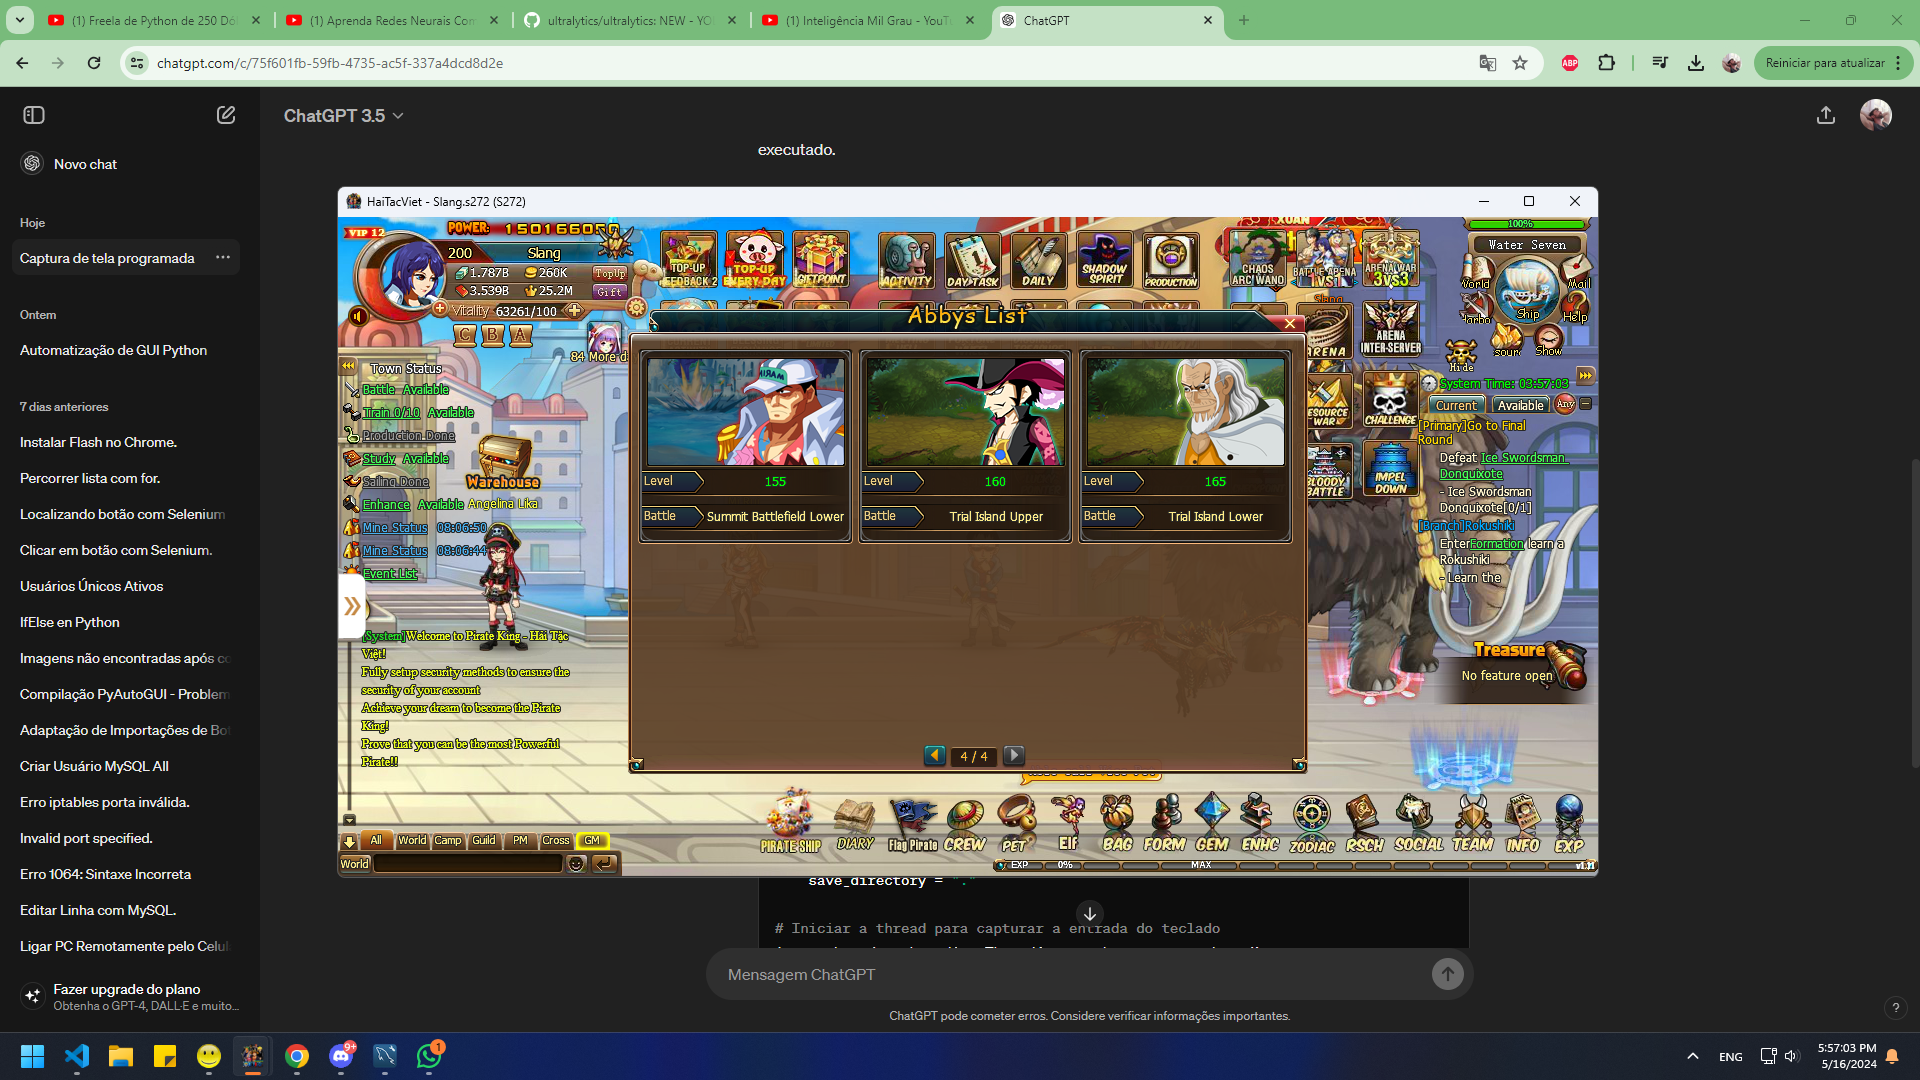 (1) Freela de Python de 250 Dól
(1) Aprenda Redes Neurais Com
ultralytics/ultralytics: NEW - YO
(1) Inteligência Mil Grau - YouTu
ChatGPT
chatgpt.com/c/75f601fb-59fb-4735-ac5f-337a4dcd8d2e
ABP
Reiniciar para atualizar
ChatGPT 3.5
Novo chat
Hoje
Captura de tela programada
Ontem
Automatização de GUI Python
7 dias anteriores
Instalar Flash no Chrome.
Percorrer lista com for.
Localizando botão com Selenium
Clicar em botão com Selenium.
Usuários Únicos Ativos
IfElse en Python
Imagens não encontradas após co
Compilação PyAutoGUI - Problem
Adaptação de Importações de Bot
Criar Usuário MySQL All
Erro iptables porta inválida.
Invalid port specified.
Erro 1064: Sintaxe Incorreta
Editar Linha com MySQL.
Ligar PC Remotamente pelo Celul
Fazer upgrade do plano
Obtenha o GPT-4, DALL·E e muito...
executado.
HaiTacViet - Slang.s272 (S272)
VIP 12
POWER:
200
Slang
1.787B
260K
TopUp
3.539B
25.2M
Gift
Vitality
63261/100
C B A
84 More d
TOP-UP
FEEDBACK 2
TOP-UP
EVERY DAY
GIFTPOINT
ACTIVITY
DAY+TASK
DAILY
SHADOW
SPIRIT
PRODUCTION
CHAOS
ARC WANO
BATTLE ARENA
1vs1
ARENA WAR
3vs3
100%
Water Seven
World
Mail
Ship
Help
Show
Hide
Slang
ARENA
ARENA
INTER-SERVER
RESOURCE
WAR
CHALLENGE
BLOODY
BATTLE
IMPEL
DOWN
System Time: 03:57:03
Current
Available
Any
[Primary]Go to Final
Round
Defeat Ice Swordsman
Donquixote
- Ice Swordsman
Donquixote[0/1]
[Branch]Rokushiki
EnterFormation learn a
Rokushiki
- Learn the
Treasure
No feature open
Town Status
Battle Available
Train 0/10 Available
Production Done
Study Available
Sailing Done
Enhance Available
Mine Status 08:06:50
Mine Status 08:06:44
Event List
Warehouse
Angelina Lika
Abbys List
Level
155
Battle
Summit Battlefield Lower
Level
160
Battle
Trial Island Upper
Level
165
Battle
Trial Island Lower
4 / 4
[System]Welcome to Pirate King - Hải Tặc
Việt!
Fully setup security methods to ensure the
security of your account
Achieve your dream to become the Pirate
King!
Prove that you can be the most Powerful
Pirate!!
All World Camp Guild PM Cross GM
World
PIRATE SHIP
DIARY
Flag Pirate
CREW
PET
Elf
BAG
FORM
GEM
ENHC
ZODIAC
RSCH
SOCIAL
TEAM
INFO
EXP
EXP
0%
MAX
save_directory = "."
# Iniciar a thread para capturar a entrada do teclado
Mensagem ChatGPT
ChatGPT pode cometer erros. Considere verificar informações importantes.
?
9+
1
ENG
5:57:03 PM
5/16/2024